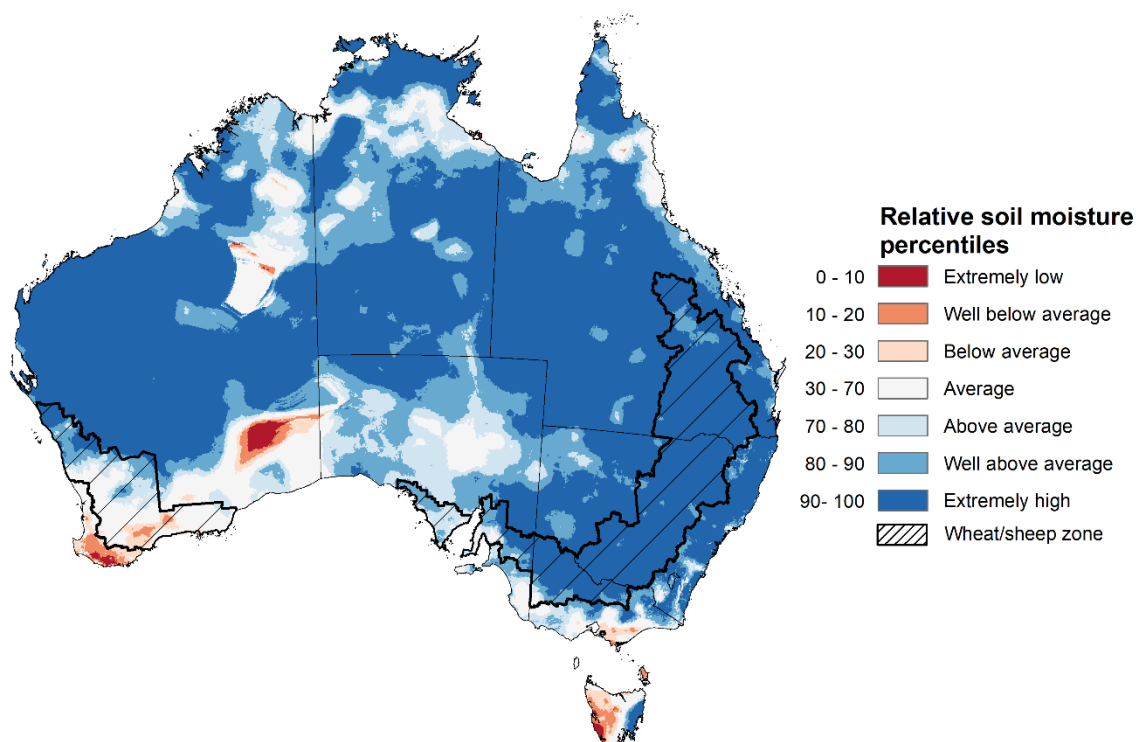 Relative soil moisture
percentiles
0 - 10 Extremely low
10 - 20 Well below average
20 - 30 Below average
30 - 70 Average
70 - 80 Above average
80 - 90 Well above average
90- 100 Extremely high
Wheat/sheep zone